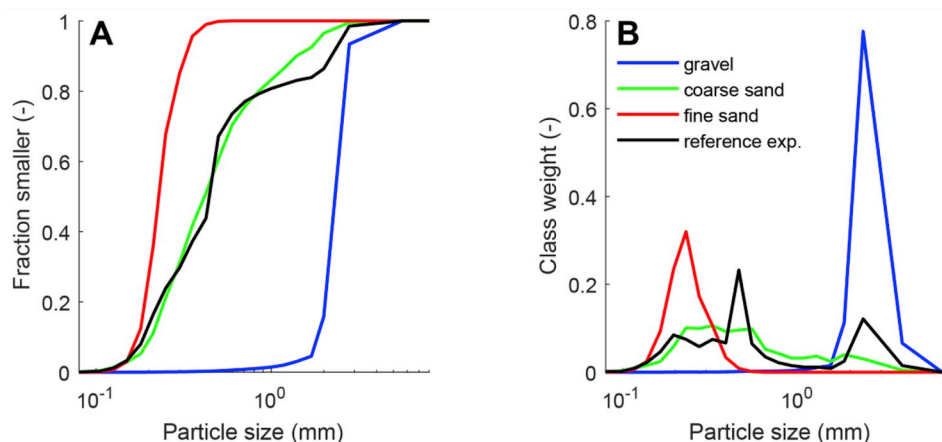 A
Fraction smaller (-)
1
0.8
0.6
0.4
0.2
0
10^-1
10^0
Particle size (mm)
B
Class weight (-)
0.8
0.6
0.4
0.2
0
gravel
coarse sand
fine sand
reference exp.
10^-1
10^0
Particle size (mm)